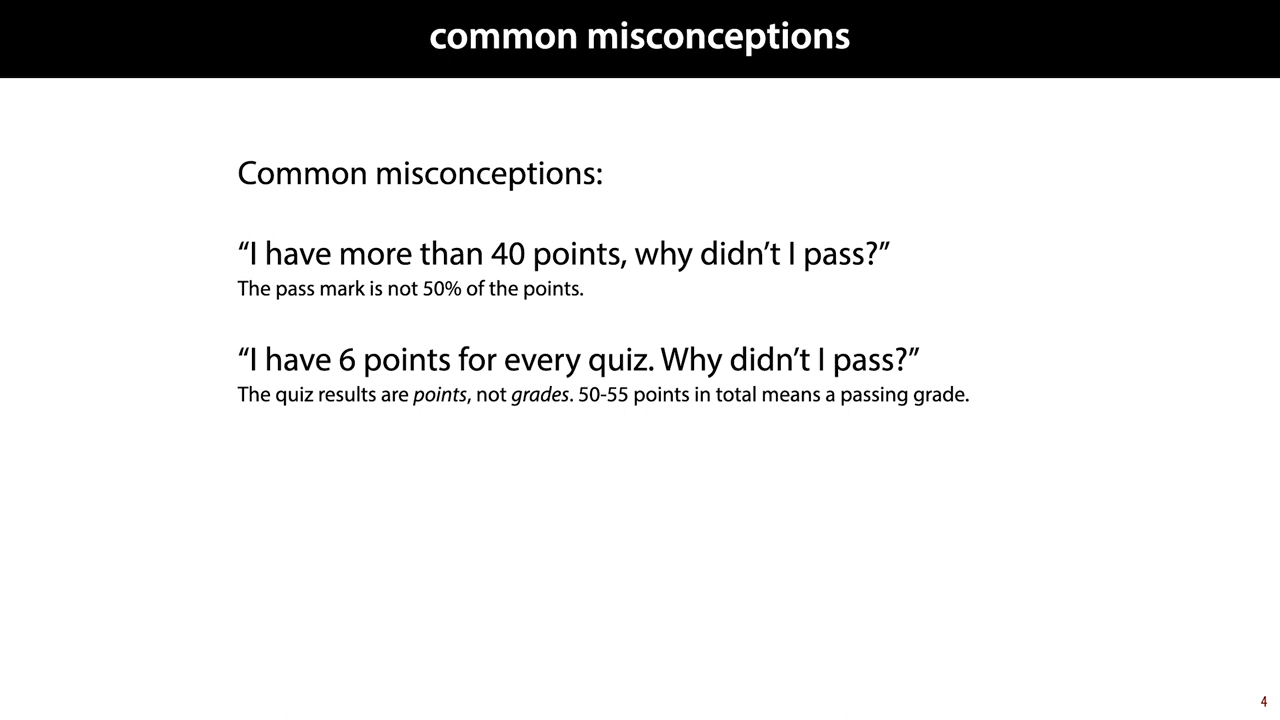 common misconceptions
Common misconceptions:
“I have more than 40 points, why didn’t I pass?”
The pass mark is not 50% of the points.
“I have 6 points for every quiz. Why didn’t I pass?”
The quiz results are points, not grades. 50-55 points in total means a passing grade.
4